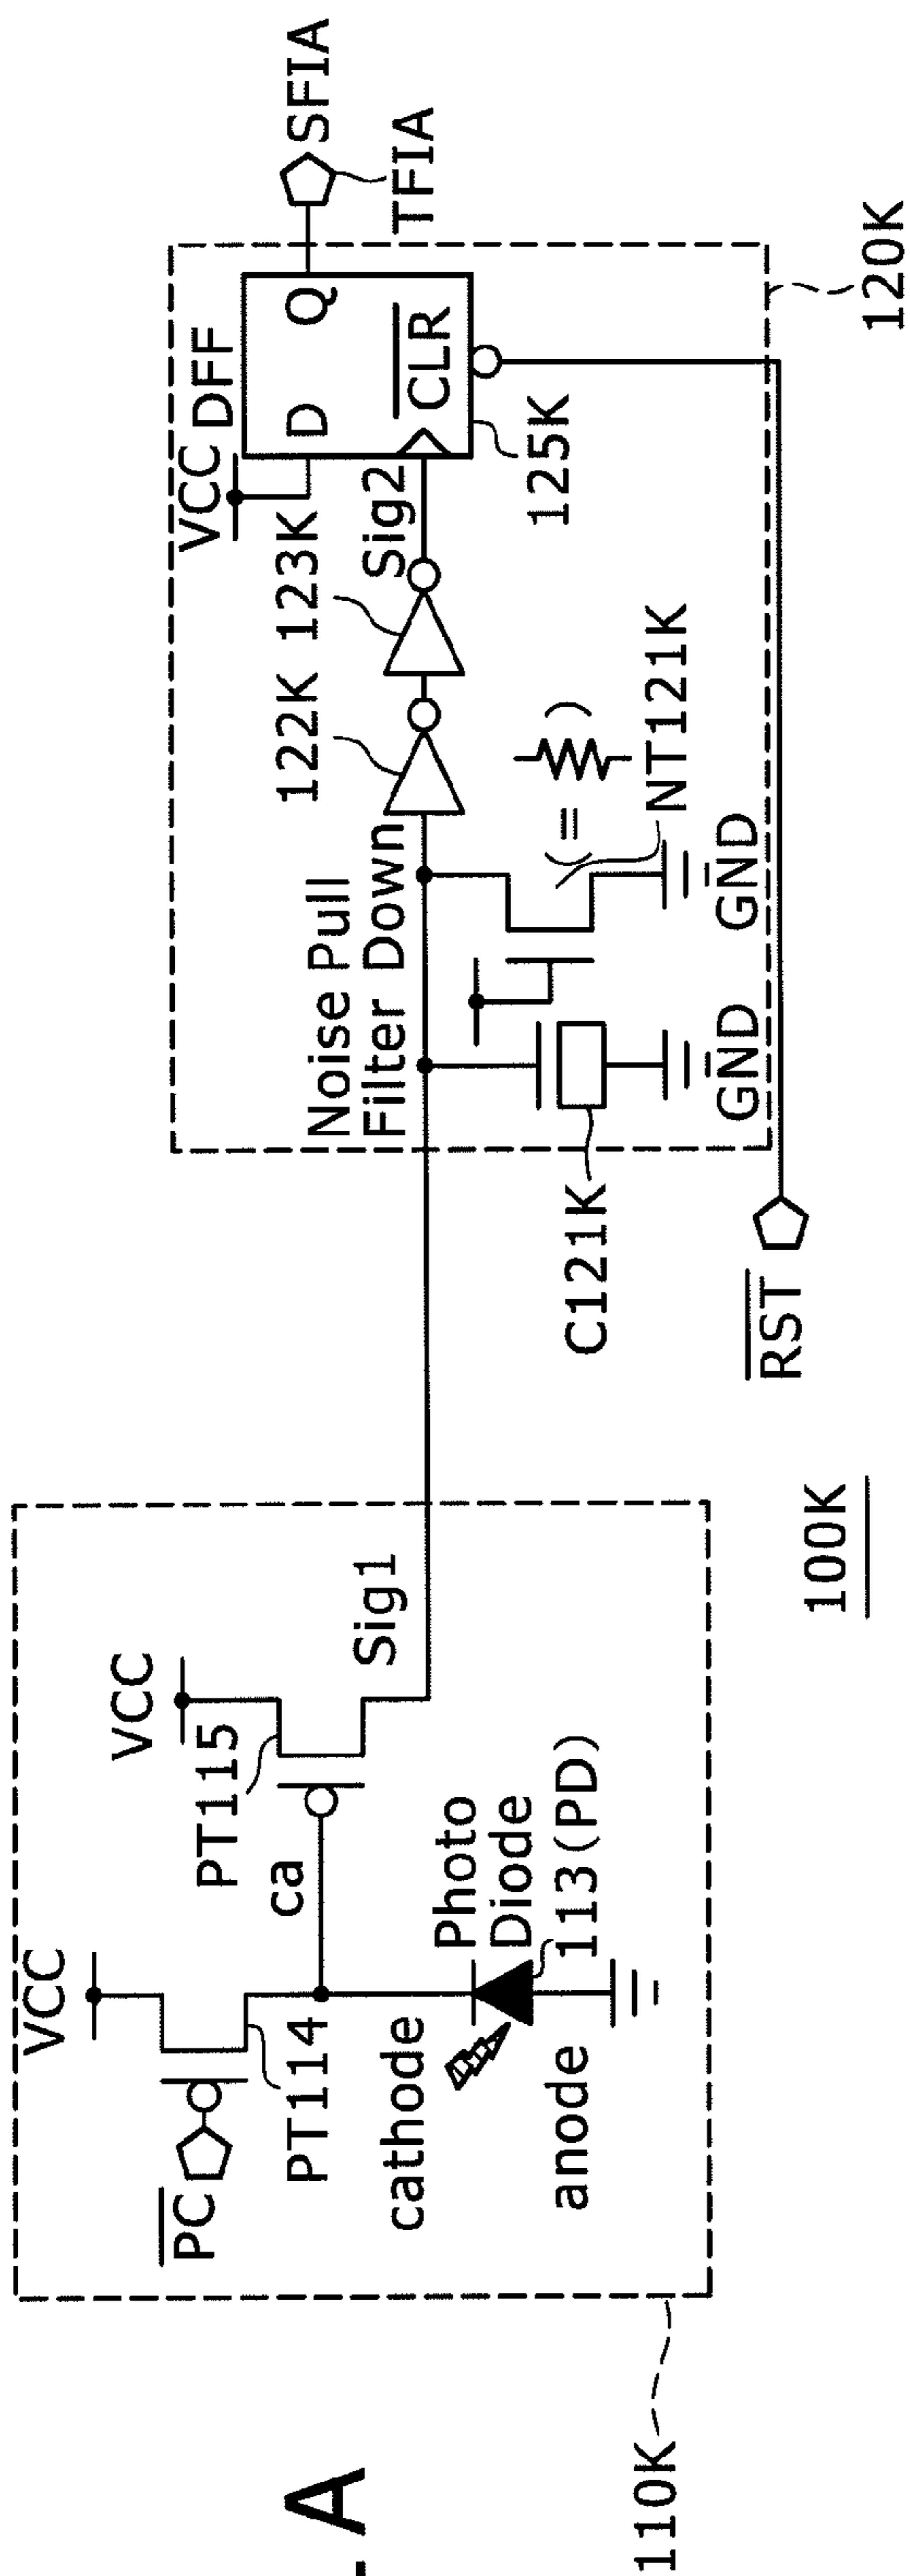 A
110K
VCC
VCC
PC
PT114
PT115
ca
Sig1
cathode
Photo
Diode
113(PD)
anode
100K
RST
Noise Pull
Filter Down
C121K
GND
GND
(= )
NT121K
122K
123K
Sig2
VCC
DFF
D
Q
CLR
125K
120K
SFIA
TFIA